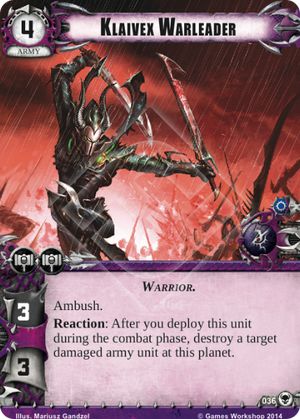 4
ARMY
KLAIVEX WARLEADER
WARRIOR.
Ambush.
Reaction: After you deploy this unit
during the combat phase, destroy a target
damaged army unit at this planet.
3
3
036
Illus. Mariusz Gandzel
© Games Workshop 2014